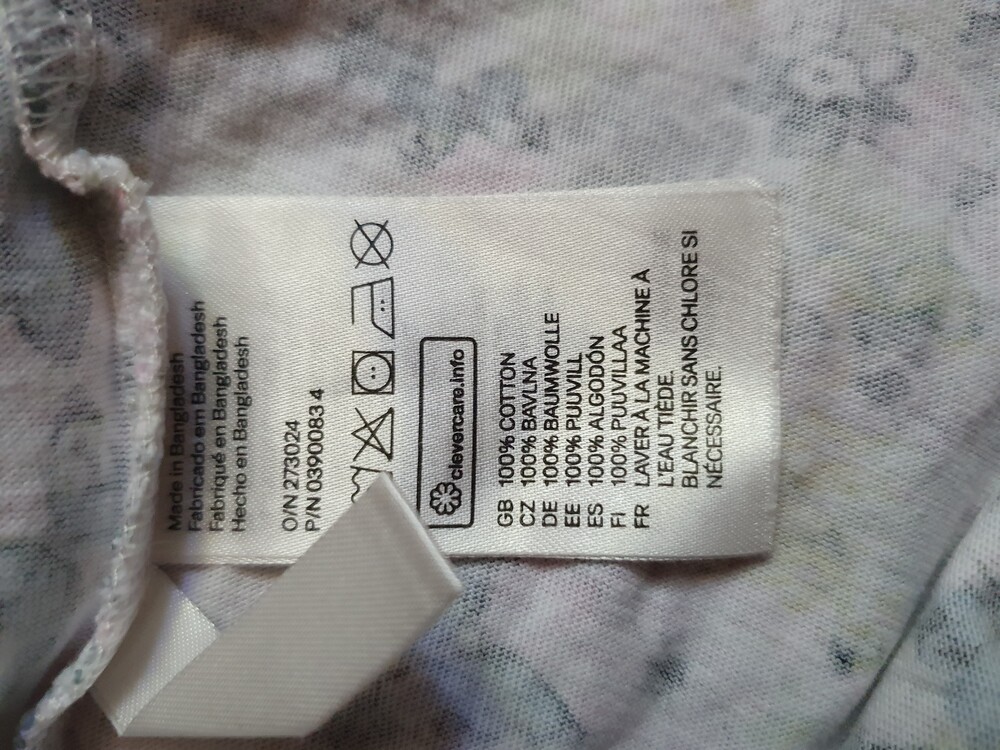 Made in Bangladesh
Fabricado em Bangladesh
Fabriqué en Bangladesh
Hecho en Bangladesh
O/N 273024
P/N 0390083 4
clevercare.info
GB 100% COTTON
CZ 100% BAVLNA
DE 100% BAUMWOLLE
EE 100% PUUVILL
ES 100% ALGODÓN
FI 100% PUUVILLAA
FR LAVER À LA MACHINE À
L'EAU TIÈDE.
BLANCHIR SANS CHLORE SI
NÉCESSAIRE.